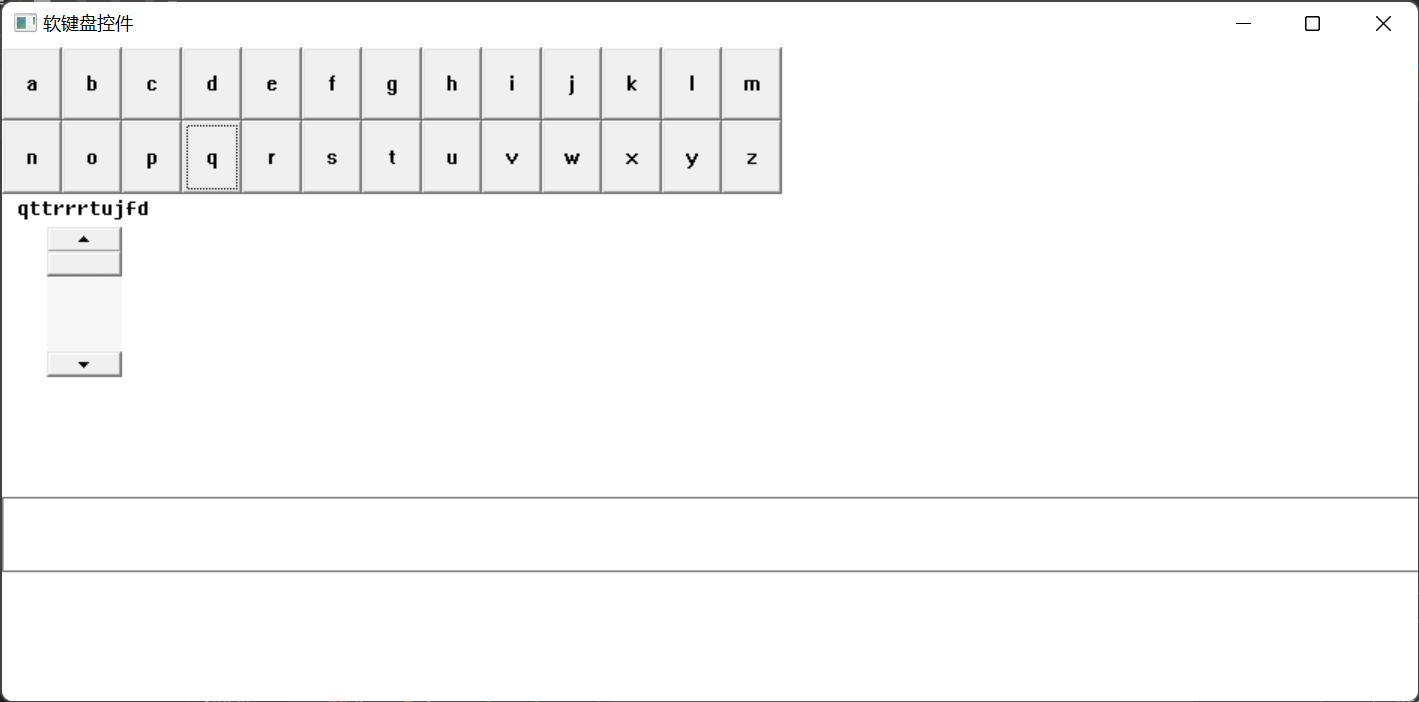 软键盘控件
a b c d e f g h i j k l m
n o p q r s t u v w x y z
qttrrrtujfd